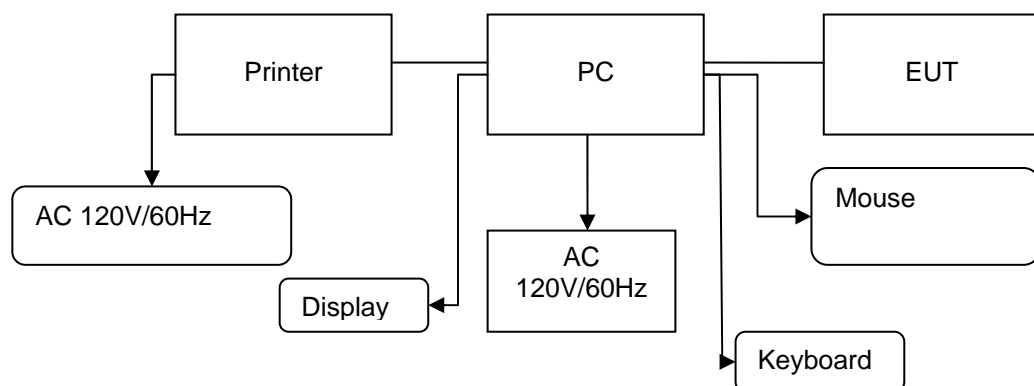 Printer
PC
EUT
AC 120V/60Hz
Mouse
AC
120V/60Hz
Display
Keyboard